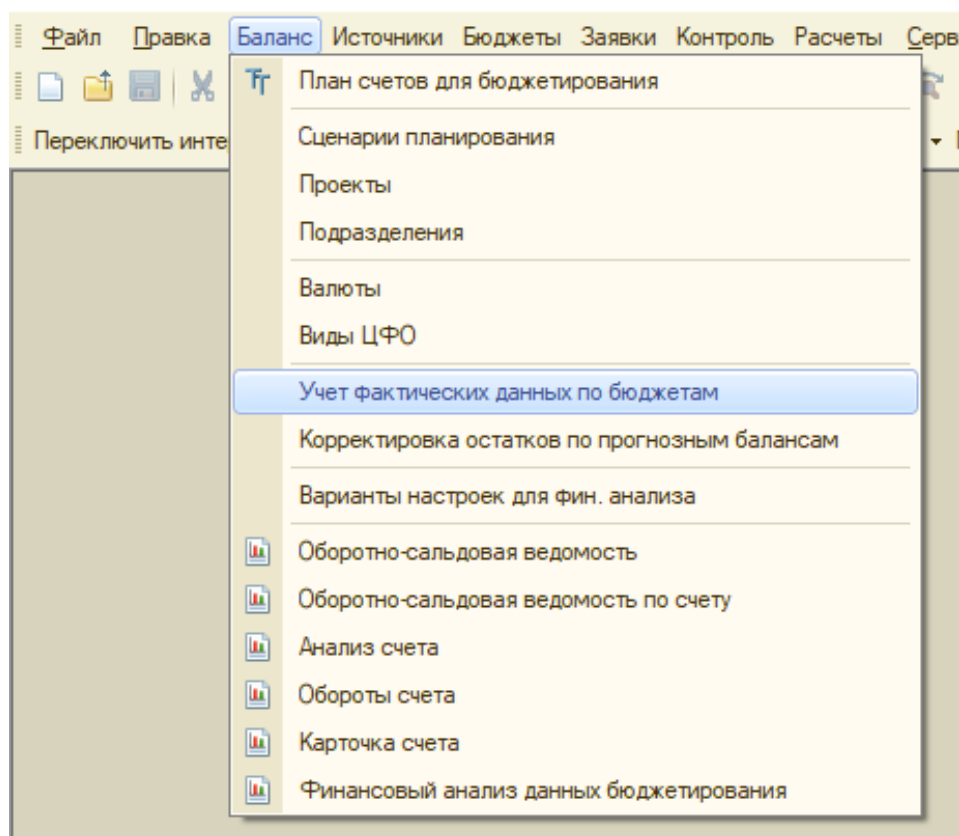 Файл Правка Баланс Источники Бюджеты Заявки Контроль Расчеты Серв
План счетов для бюджетирования
Переключить инте
Сценарии планирования
Проекты
Подразделения
Валюты
Виды ЦФО
Учет фактических данных по бюджетам
Корректировка остатков по прогнозным балансам
Варианты настроек для фин. анализа
Оборотно-сальдовая ведомость
Оборотно-сальдовая ведомость по счету
Анализ счета
Обороты счета
Карточка счета
Финансовый анализ данных бюджетирования